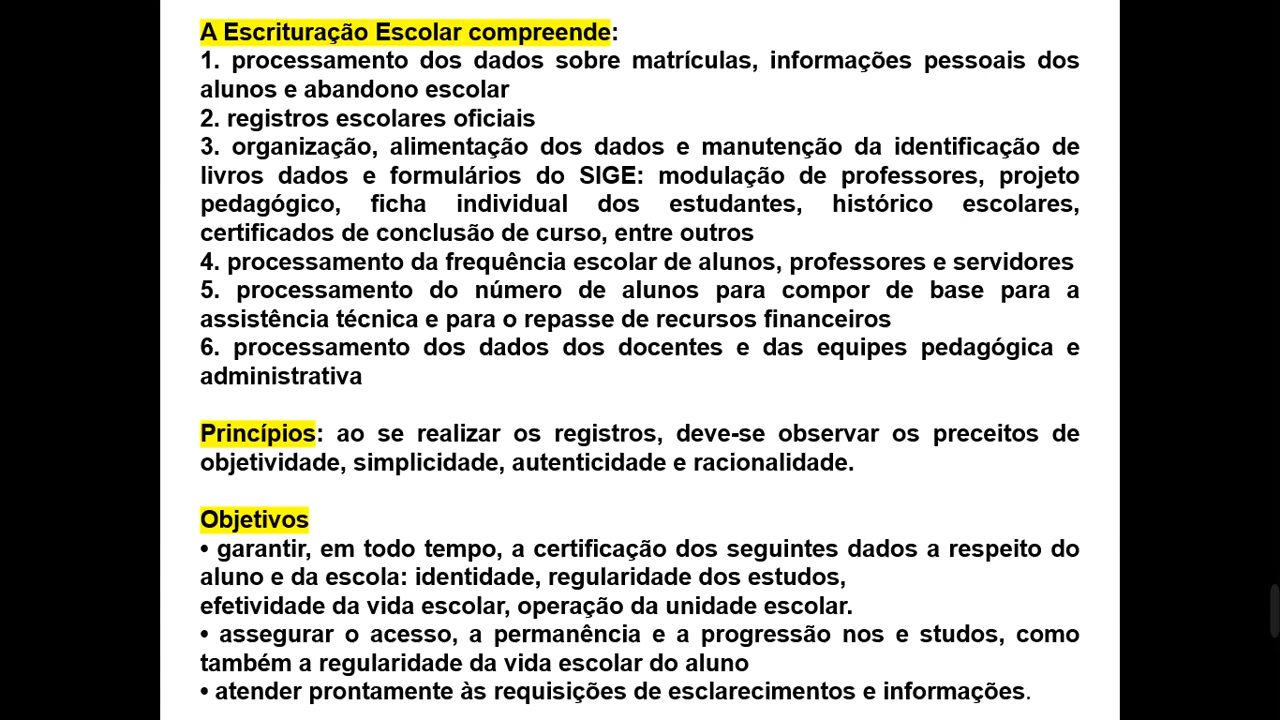 A Escrituração Escolar compreende:
1. processamento dos dados sobre matrículas, informações pessoais dos
alunos e abandono escolar
2. registros escolares oficiais
3. organização, alimentação dos dados e manutenção da identificação de
livros dados e formulários do SIGE: modulação de professores, projeto
pedagógico, ficha individual dos estudantes, histórico escolares,
certificados de conclusão de curso, entre outros
4. processamento da frequência escolar de alunos, professores e servidores
5. processamento do número de alunos para compor de base para a
assistência técnica e para o repasse de recursos financeiros
6. processamento dos dados dos docentes e das equipes pedagógica e
administrativa
Princípios: ao se realizar os registros, deve-se observar os preceitos de
objetividade, simplicidade, autenticidade e racionalidade.
Objetivos
• garantir, em todo tempo, a certificação dos seguintes dados a respeito do
aluno e da escola: identidade, regularidade dos estudos,
efetividade da vida escolar, operação da unidade escolar.
• assegurar o acesso, a permanência e a progressão nos e studos, como
também a regularidade da vida escolar do aluno
• atender prontamente às requisições de esclarecimentos e informações.